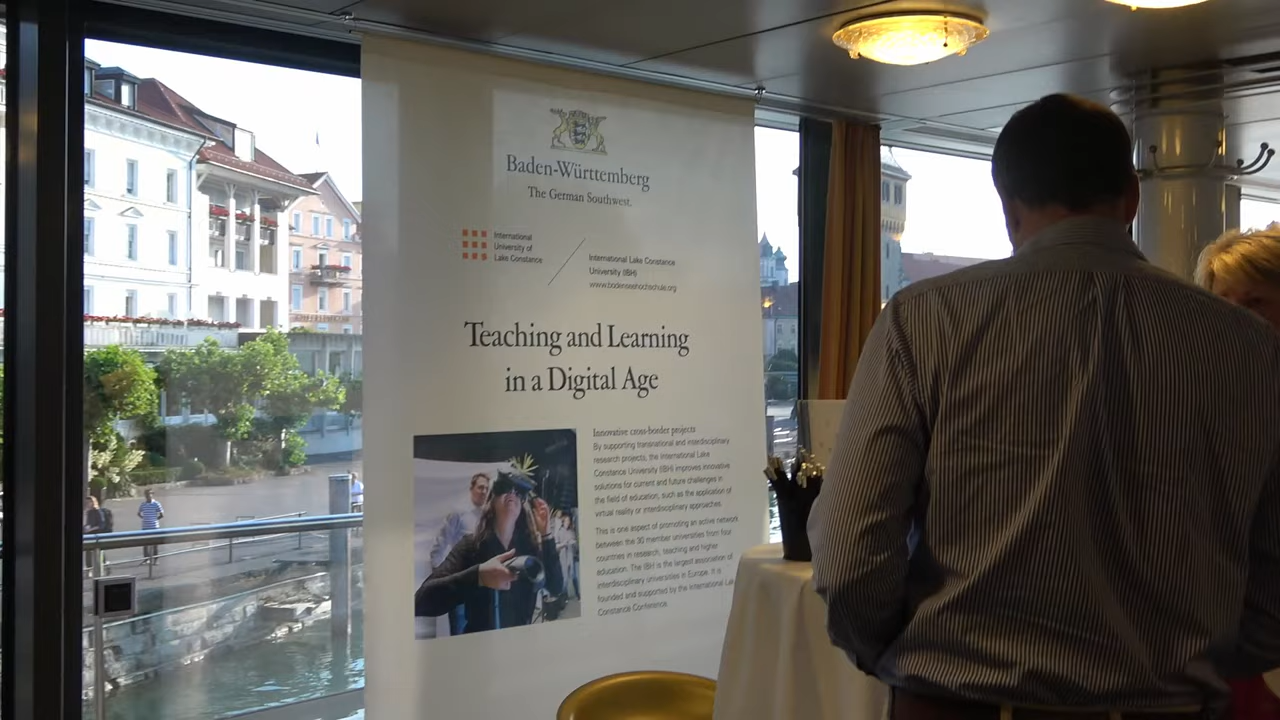 Baden-Württemberg
The German Southwest.
International
University of
Lake Constance
International Lake Constance
University (IBH)
www.bodenseehochschule.org
Teaching and Learning
in a Digital Age
Innovative cross-border projects
By supporting transnational and interdisciplinary
research projects, the International Lake
Constance University (IBH) improves innovative
solutions for current and future challenges in
the field of education, such as the application of
virtual reality or interdisciplinary approaches.
This is one aspect of promoting an active network
between the 30 member universities from four
countries in research, teaching and higher
education. The IBH is the largest association of
interdisciplinary universities in Europe. It is
founded and supported by the International Lak
Constance Conference.